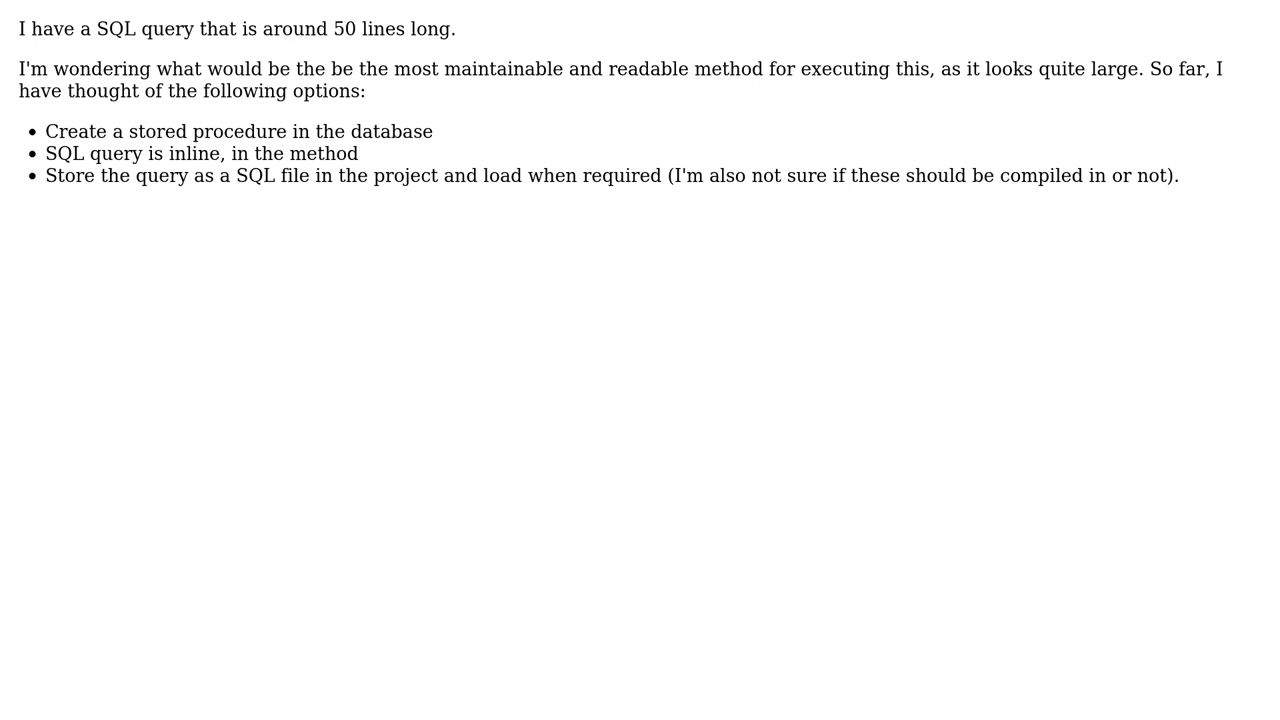 I have a SQL query that is around 50 lines long.
I'm wondering what would be the be the most maintainable and readable method for executing this, as it looks quite large. So far, I
have thought of the following options:
• Create a stored procedure in the database
• SQL query is inline, in the method
• Store the query as a SQL file in the project and load when required (I'm also not sure if these should be compiled in or not).